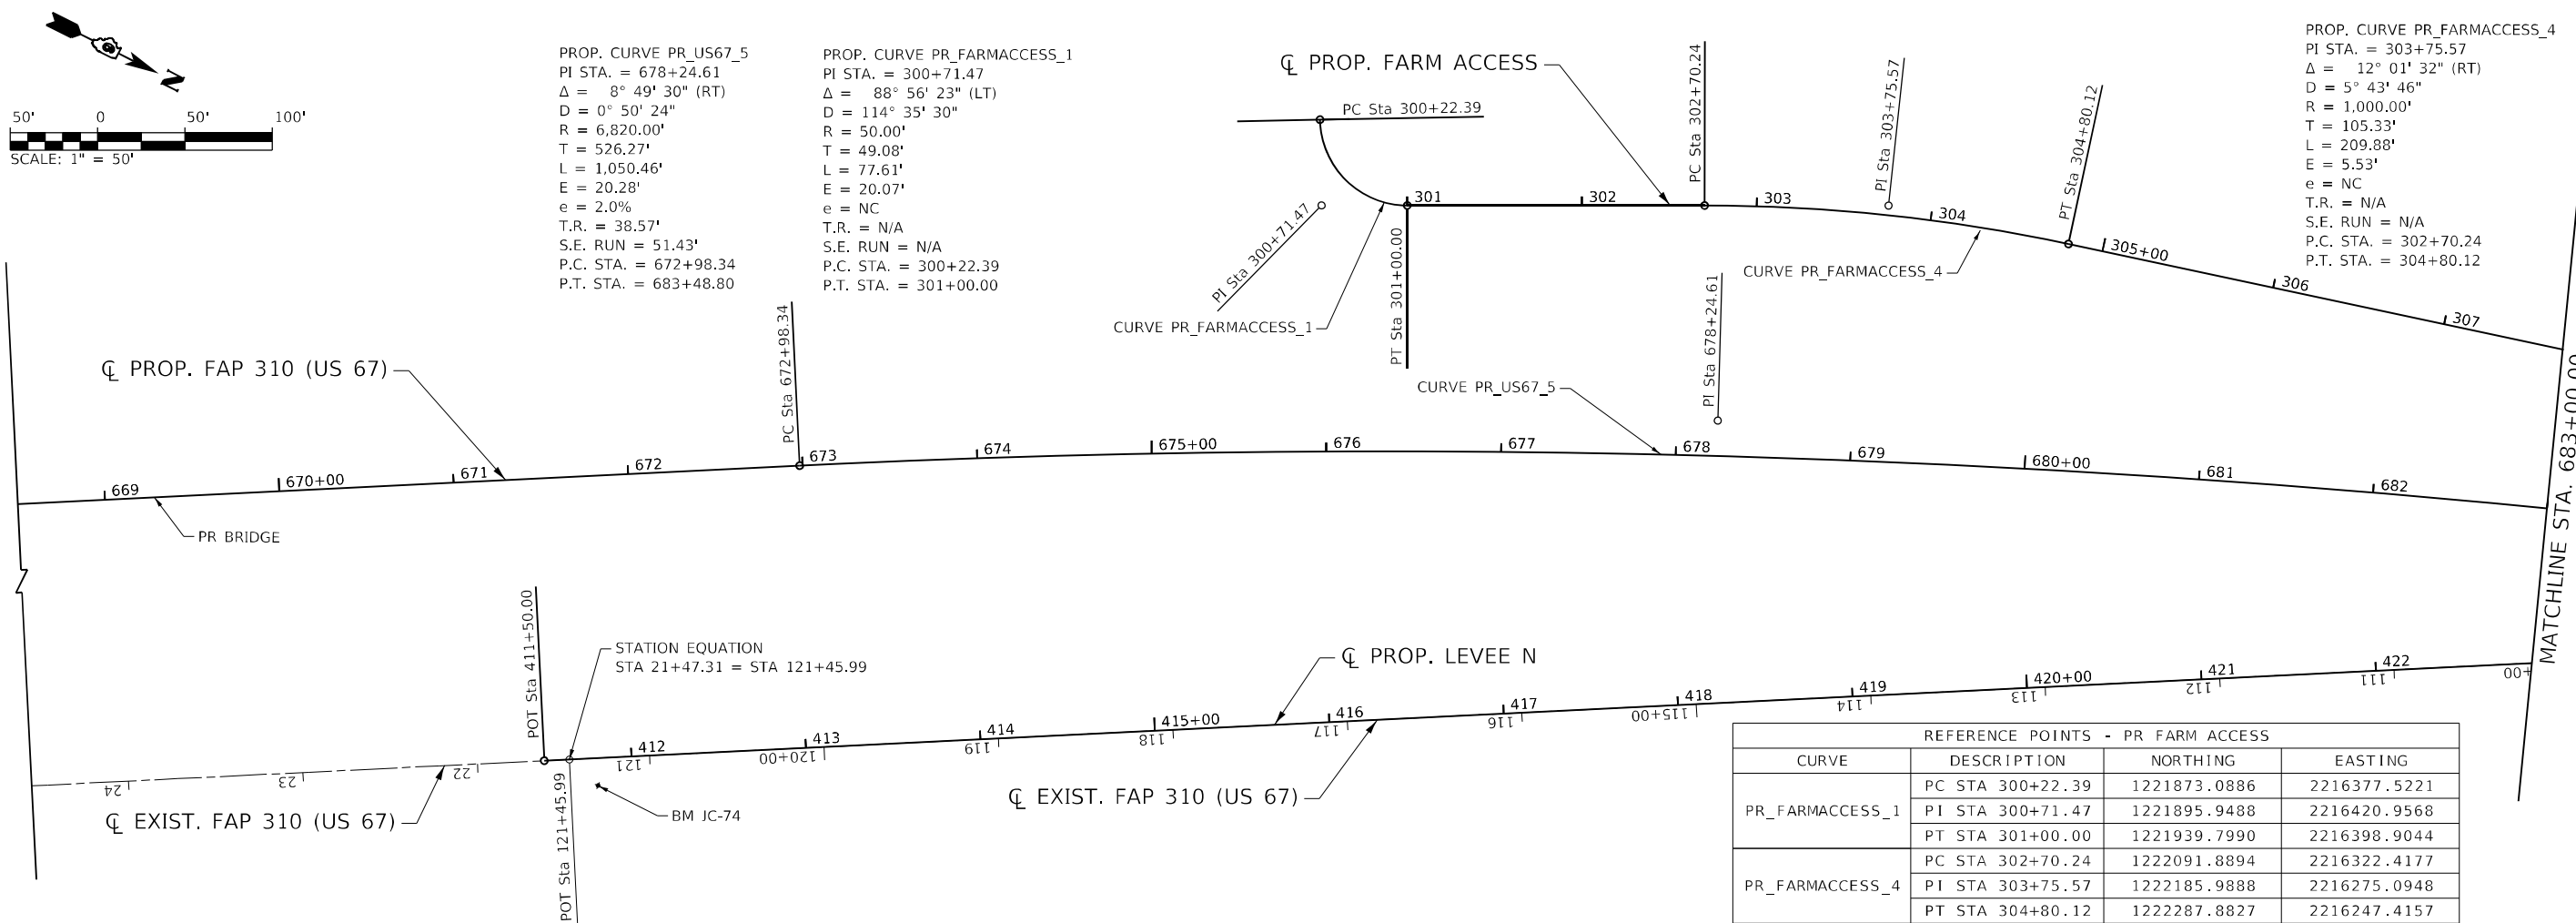 N
50' 0 50' 100'
SCALE: 1" = 50'
PROP. CURVE PR_US67_5
PI STA. = 678+24.61
Δ = 8° 49' 30" (RT)
D = 0° 50' 24"
R = 6,820.00'
T = 526.27'
L = 1,050.46'
E = 20.28'
e = 2.0%
T.R. = 38.57'
S.E. RUN = 51.43'
P.C. STA. = 672+98.34
P.T. STA. = 683+48.80
PROP. CURVE PR_FARMACCESS_1
PI STA. = 300+71.47
Δ = 88° 56' 23" (LT)
D = 114° 35' 30"
R = 50.00'
T = 49.08'
L = 77.61'
E = 20.07'
e = NC
T.R. = N/A
S.E. RUN = N/A
P.C. STA. = 300+22.39
P.T. STA. = 301+00.00
℄ PROP. FARM ACCESS
PC Sta 300+22.39
PI Sta 300+71.47
PT Sta 301+00.00
CURVE PR_FARMACCESS_1
301
302
PC Sta 302+70.24
303
PI Sta 303+75.57
304
PT Sta 304+80.12
305+00
306
307
CURVE PR_FARMACCESS_4
PROP. CURVE PR_FARMACCESS_4
PI STA. = 303+75.57
Δ = 12° 01' 32" (RT)
D = 5° 43' 46"
R = 1,000.00'
T = 105.33'
L = 209.88'
E = 5.53'
e = NC
T.R. = N/A
S.E. RUN = N/A
P.C. STA. = 302+70.24
P.T. STA. = 304+80.12
℄ PROP. FAP 310 (US 67)
PC Sta 672+98.34
CURVE PR_US67_5
PI Sta 678+24.61
669
670+00
671
672
673
674
675+00
676
677
678
679
680+00
681
682
PR BRIDGE
MATCHLINE STA. 683+00.00
POT Sta 411+50.00
STATION EQUATION
STA 21+47.31 = STA 121+45.99
℄ PROP. LEVEE N
412
413
414
415+00
416
417
418
419
420+00
421
422
24
23
22
121
120+00
119
118
117
116
115+00
114
113
112
111
+00
℄ EXIST. FAP 310 (US 67)
POT Sta 121+45.99
BM JC-74
℄ EXIST. FAP 310 (US 67)
REFERENCE POINTS - PR FARM ACCESS
CURVE DESCRIPTION NORTHING EASTING
PR_FARMACCESS_1
PC STA 300+22.39 1221873.0886 2216377.5221
PI STA 300+71.47 1221895.9488 2216420.9568
PT STA 301+00.00 1221939.7990 2216398.9044
PR_FARMACCESS_4
PC STA 302+70.24 1222091.8894 2216322.4177
PI STA 303+75.57 1222185.9888 2216275.0948
PT STA 304+80.12 1222287.8827 2216247.4157